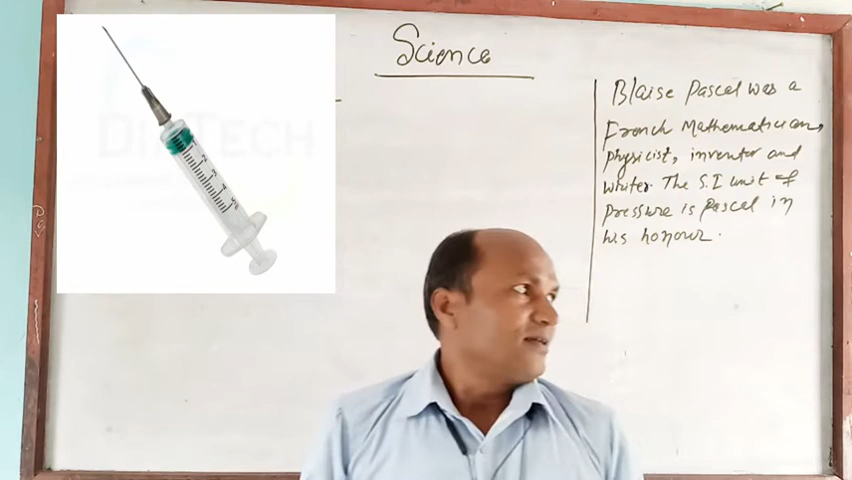 Science
Blaise Pascal was a
French Mathematician,
physicist, inventor and
writer. The S.I unit of
pressure is pascal in
his honour.